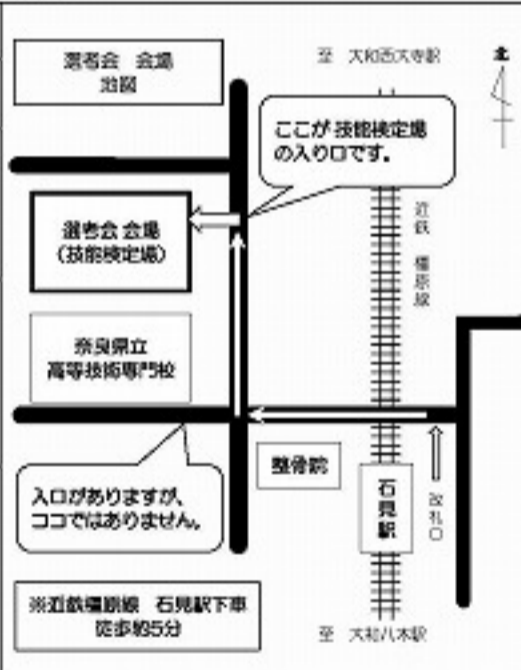 選考会 会場
地図
至 大和西大寺駅
北
ここが 技能検定場
の入り口です。
近鉄 橿原線
選考会 会場
(技能検定場)
奈良県立
高等技術専門校
整骨院
石見駅
改札口
入口がありますが、
ココではありません。
※近鉄橿原線 石見駅下車
徒歩約5分
至 大和八木駅